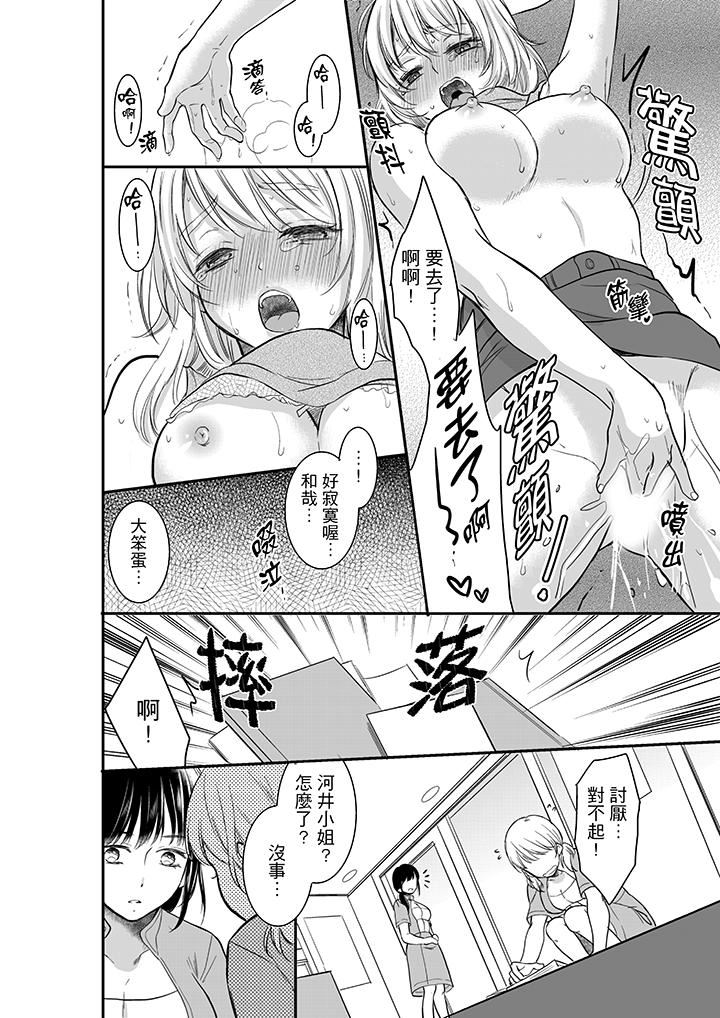 驚顫
顫抖
要去了…!
啊啊!
痙攣
要去了啊
驚顫!
噴出
滴答
哈—
哈!
哈
啊!
滴
哈—…
哈—…
…!
好寂寞喔…
和哉…
啜泣
大笨蛋…
落
摔
啊!
討厭…
對不起!
河井小姐?
怎麼了?
沒事…